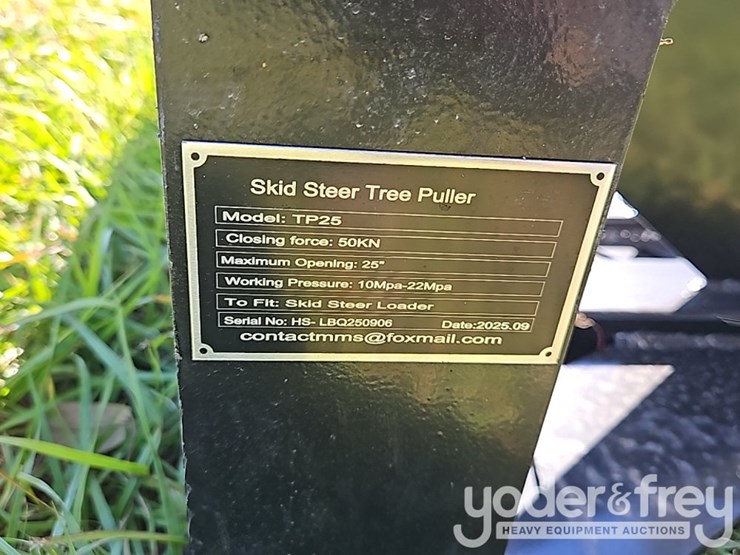 Skid Steer Tree Puller
Model: TP25
Closing force: 50KN
Maximum Opening: 25"
Working Pressure: 10Mpa-22Mpa
To Fit: Skid Steer Loader
Serial No: HS- LBQ250906 Date:2025.09
contactmms@foxmail.com
yoder&frey
HEAVY EQUIPMENT AUCTIONS